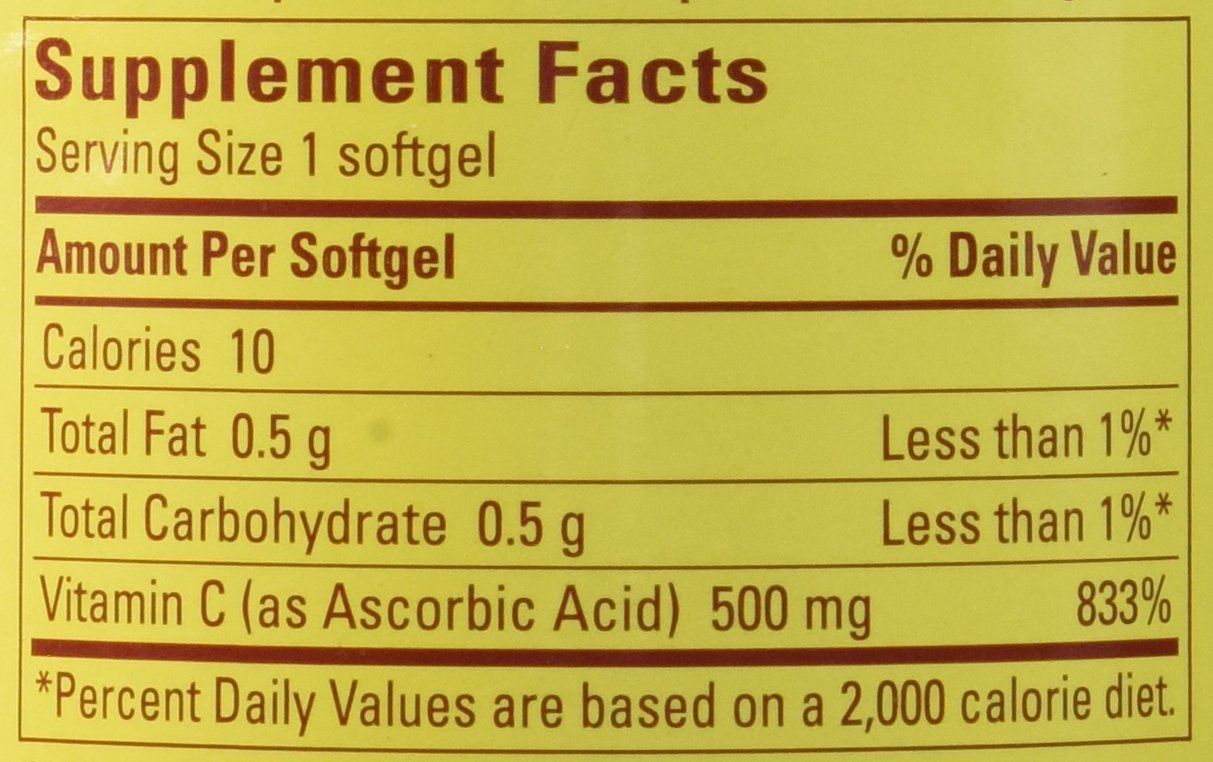 Supplement Facts
Serving Size 1 softgel
Amount Per Softgel % Daily Value
Calories 10
Total Fat 0.5 g Less than 1%*
Total Carbohydrate 0.5 g Less than 1%*
Vitamin C (as Ascorbic Acid) 500 mg 833%
*Percent Daily Values are based on a 2,000 calorie diet.